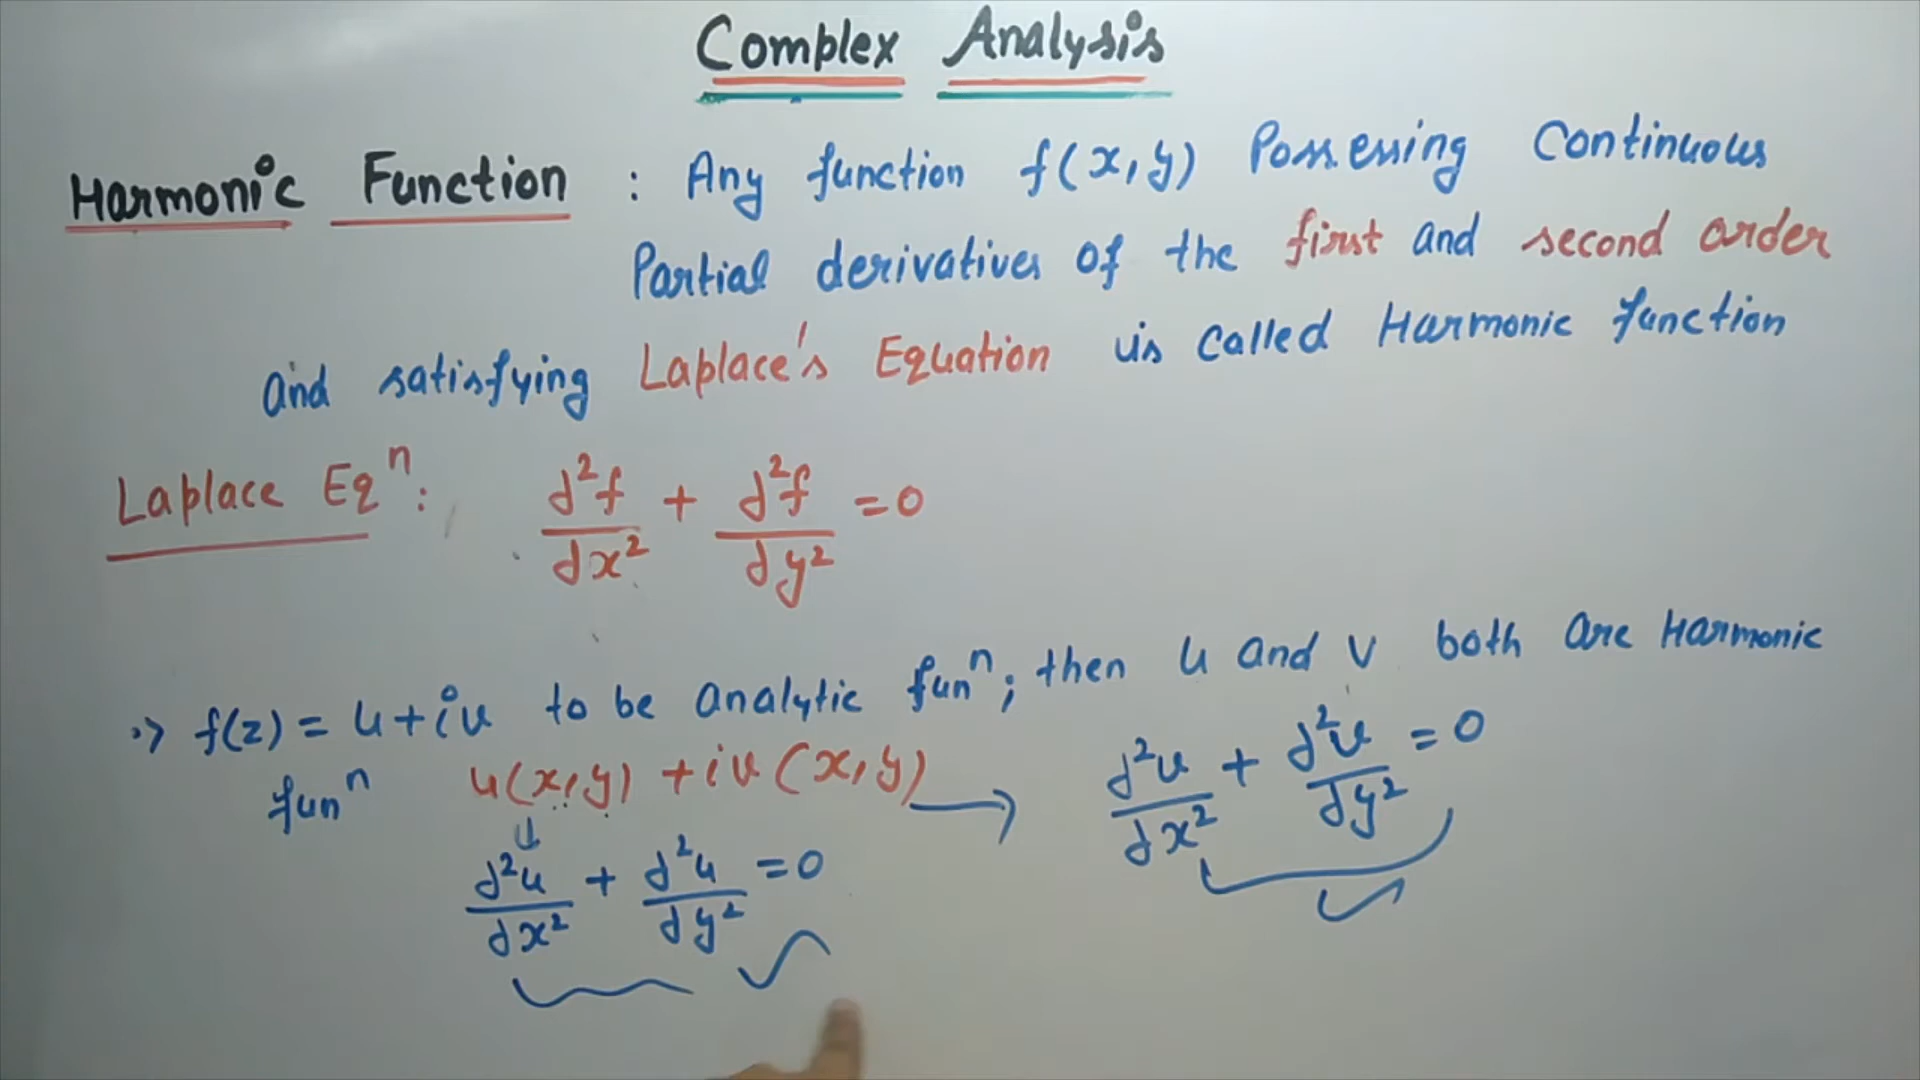 Complex Analysis
Harmonic Function : Any function f(x,y) Possessing Continuous
Partial derivatives of the first and second order
and satisfying Laplace's Equation is called Harmonic function
Laplace Eqⁿ: ∂²f/∂x² + ∂²f/∂y² = 0
·> f(z) = u+iv to be analytic funⁿ; then u and v both are Harmonic
funⁿ u(x,y) + iv(x,y) → ∂²v/∂x² + ∂²v/∂y² = 0
↓
∂²u/∂x² + ∂²u/∂y² = 0